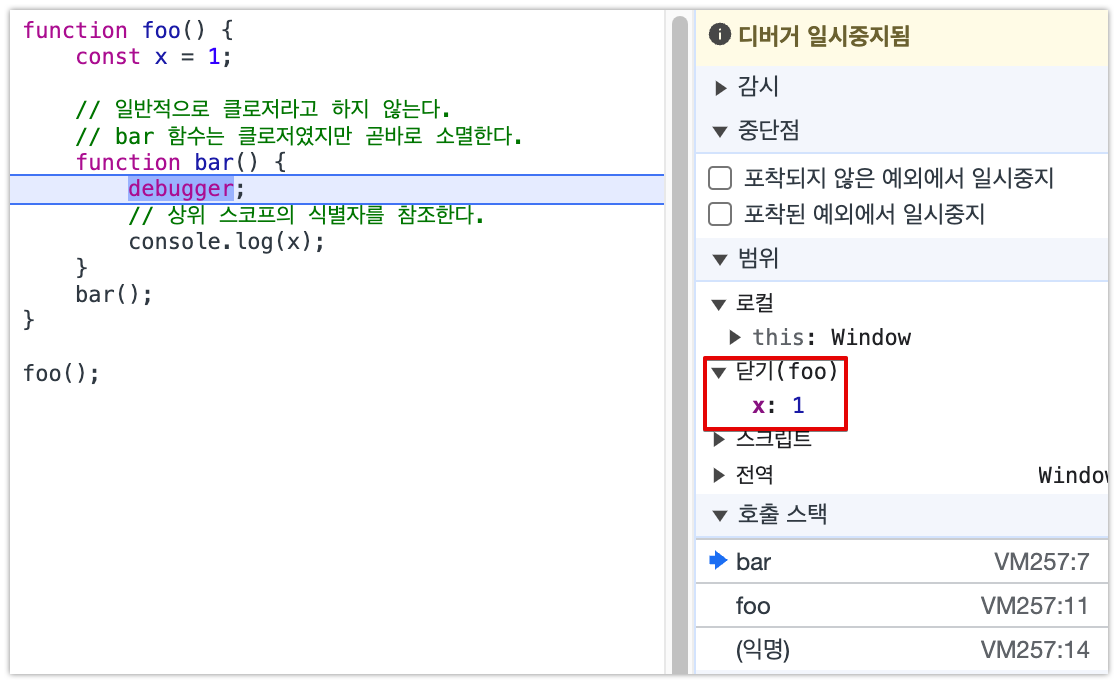 function foo() {
    const x = 1;

    // 일반적으로 클로저라고 하지 않는다.
    // bar 함수는 클로저였지만 곧바로 소멸한다.
    function bar() {
        debugger;
        // 상위 스코프의 식별자를 참조한다.
        console.log(x);
    }
    bar();
}

foo();
디버거 일시중지됨
감시
중단점
포착되지 않은 예외에서 일시중지
포착된 예외에서 일시중지
범위
로컬
this: Window
닫기(foo)
x: 1
스크립트
전역 Window
호출 스택
bar VM257:7
foo VM257:11
(익명) VM257:14